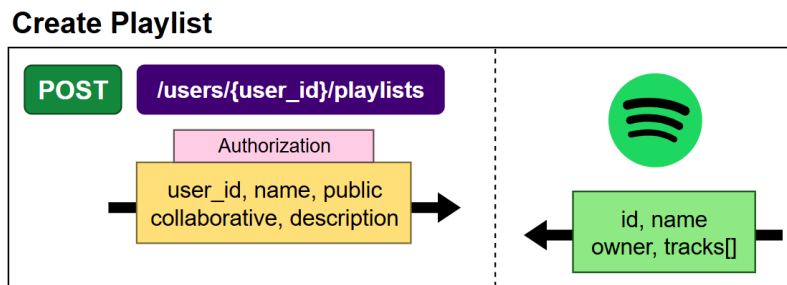 Create Playlist
POST
/users/{user_id}/playlists
Authorization
user_id, name, public
collaborative, description
id, name
owner, tracks[]